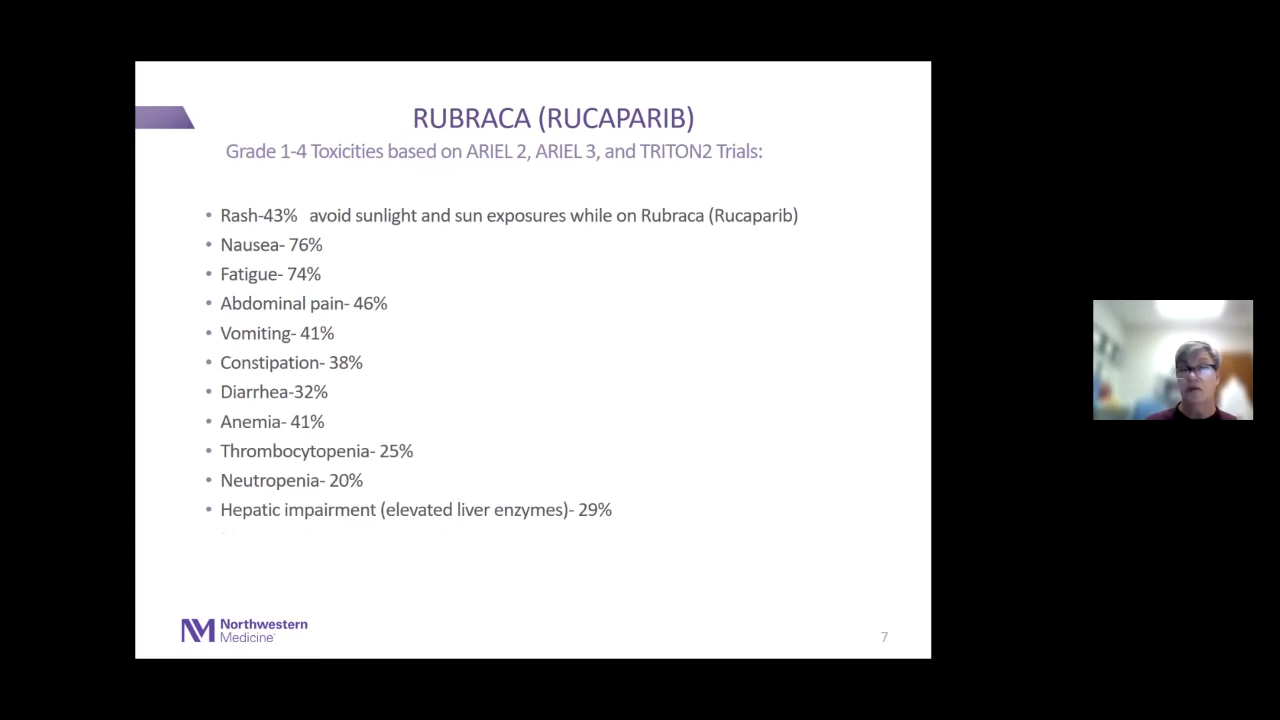 RUBRACA (RUCAPARIB)
Grade 1-4 Toxicities based on ARIEL 2, ARIEL 3, and TRITON2 Trials:
• Rash-43% avoid sunlight and sun exposures while on Rubraca (Rucaparib)
• Nausea- 76%
• Fatigue- 74%
• Abdominal pain- 46%
• Vomiting- 41%
• Constipation- 38%
• Diarrhea-32%
• Anemia- 41%
• Thrombocytopenia- 25%
• Neutropenia- 20%
• Hepatic impairment (elevated liver enzymes)- 29%
NM Northwestern
Medicine
7